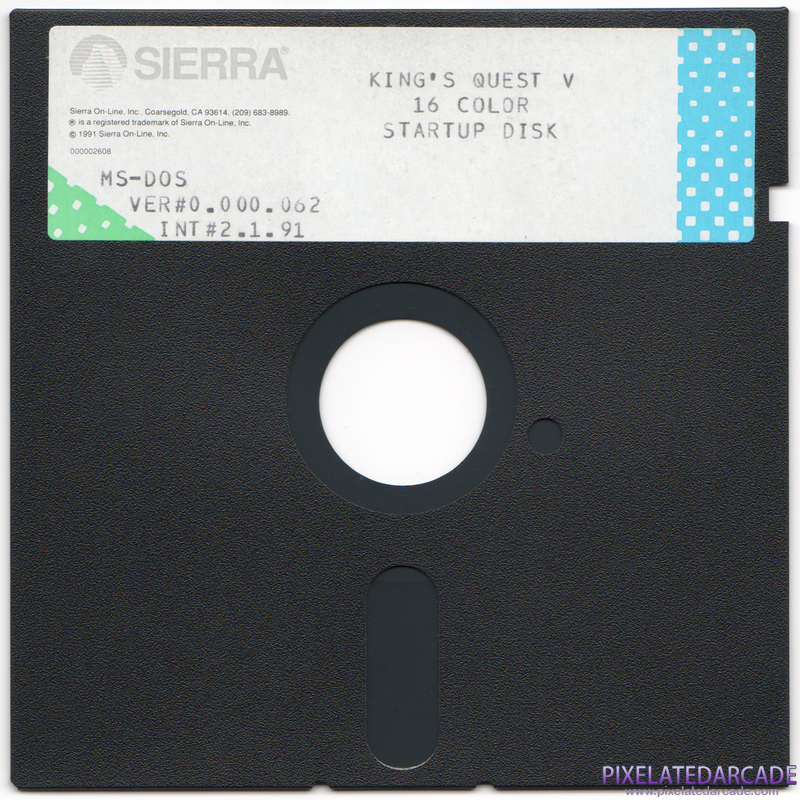 SIERRA®
KING'S QUEST V
16 COLOR
STARTUP DISK
Sierra On-Line, Inc., Coarsegold, CA 93614, (209) 683-8989.
® is a registered trademark of Sierra On-Line, Inc.
© 1991 Sierra On-Line, Inc.
000002608
MS-DOS
VER#0.000.062
INT#2.1.91
PIXELATEDARCADE
www.pixelatedarcade.com